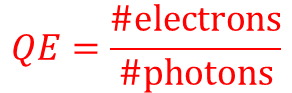 QE = #electrons / #photons